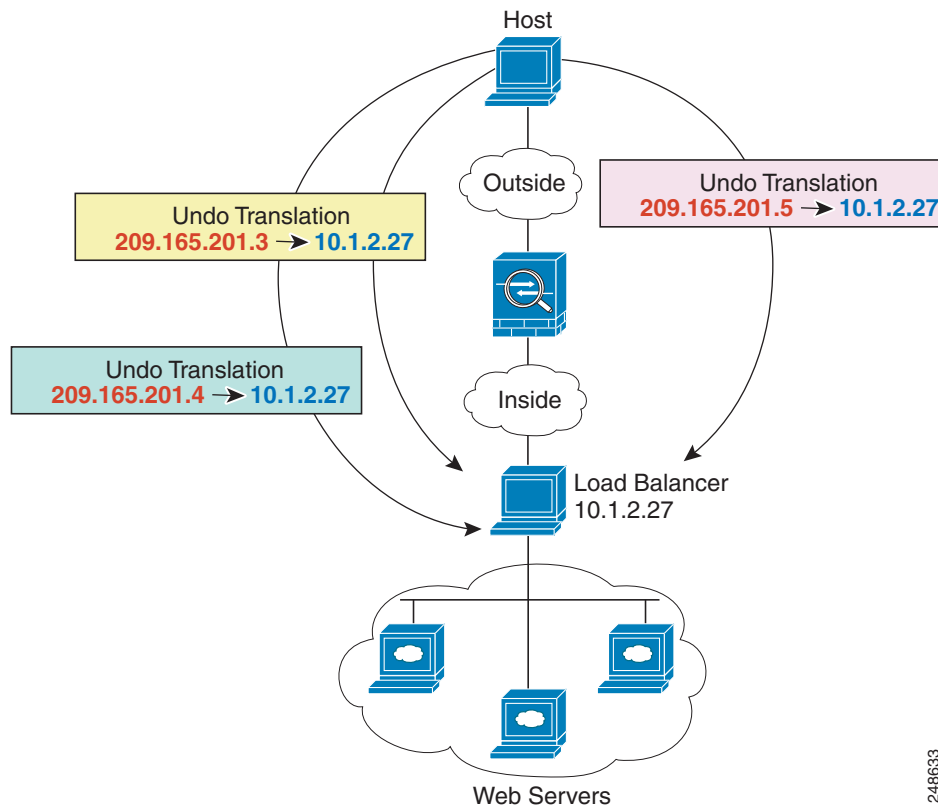 Host
Outside
Undo Translation
209.165.201.3 → 10.1.2.27
Undo Translation
209.165.201.5 → 10.1.2.27
Undo Translation
209.165.201.4 → 10.1.2.27
Inside
Load Balancer
10.1.2.27
Web Servers
248633